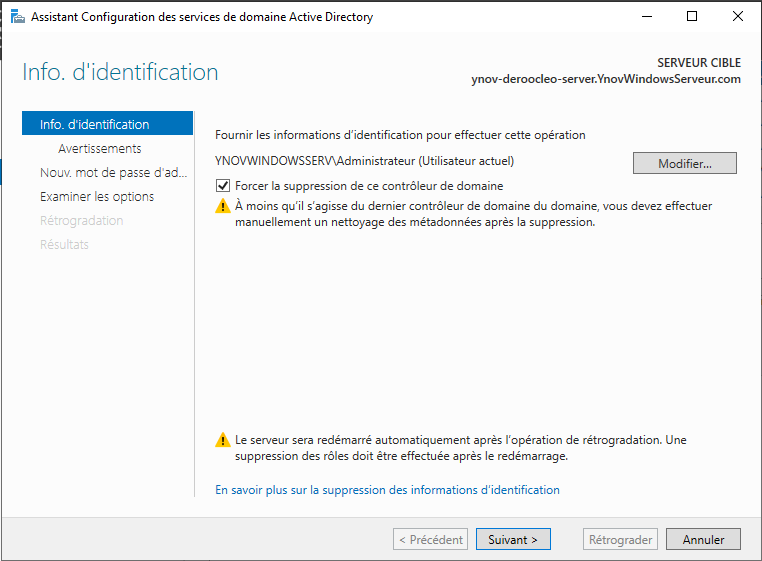 Assistant Configuration des services de domaine Active Directory
Info. d'identification
SERVEUR CIBLE
ynov-deroocleo-server.YnovWindowsServeur.com
Info. d'identification
Avertissements
Nouv. mot de passe d'ad...
Examiner les options
Rétrogradation
Résultats
Fournir les informations d’identification pour effectuer cette opération
YNOVWINDOWSSERV\Administrateur (Utilisateur actuel)
Modifier...
Forcer la suppression de ce contrôleur de domaine
À moins qu’il s’agisse du dernier contrôleur de domaine du domaine, vous devez effectuer
manuellement un nettoyage des métadonnées après la suppression.
Le serveur sera redémarré automatiquement après l’opération de rétrogradation. Une
suppression des rôles doit être effectuée après le redémarrage.
En savoir plus sur la suppression des informations d’identification
< Précédent
Suivant >
Rétrograder
Annuler